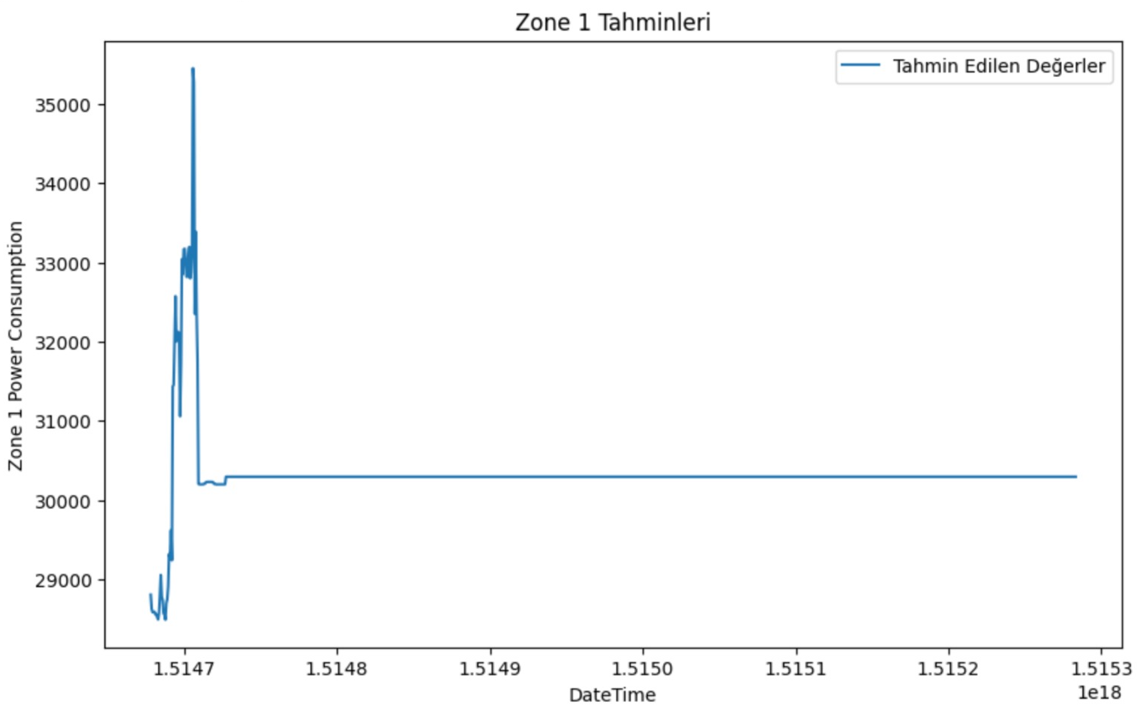 Zone 1 Tahminleri
Tahmin Edilen Değerler
35000
34000
33000
32000
31000
30000
29000
Zone 1 Power Consumption
1.5147 1.5148 1.5149 1.5150 1.5151 1.5152 1.5153
1e18
DateTime